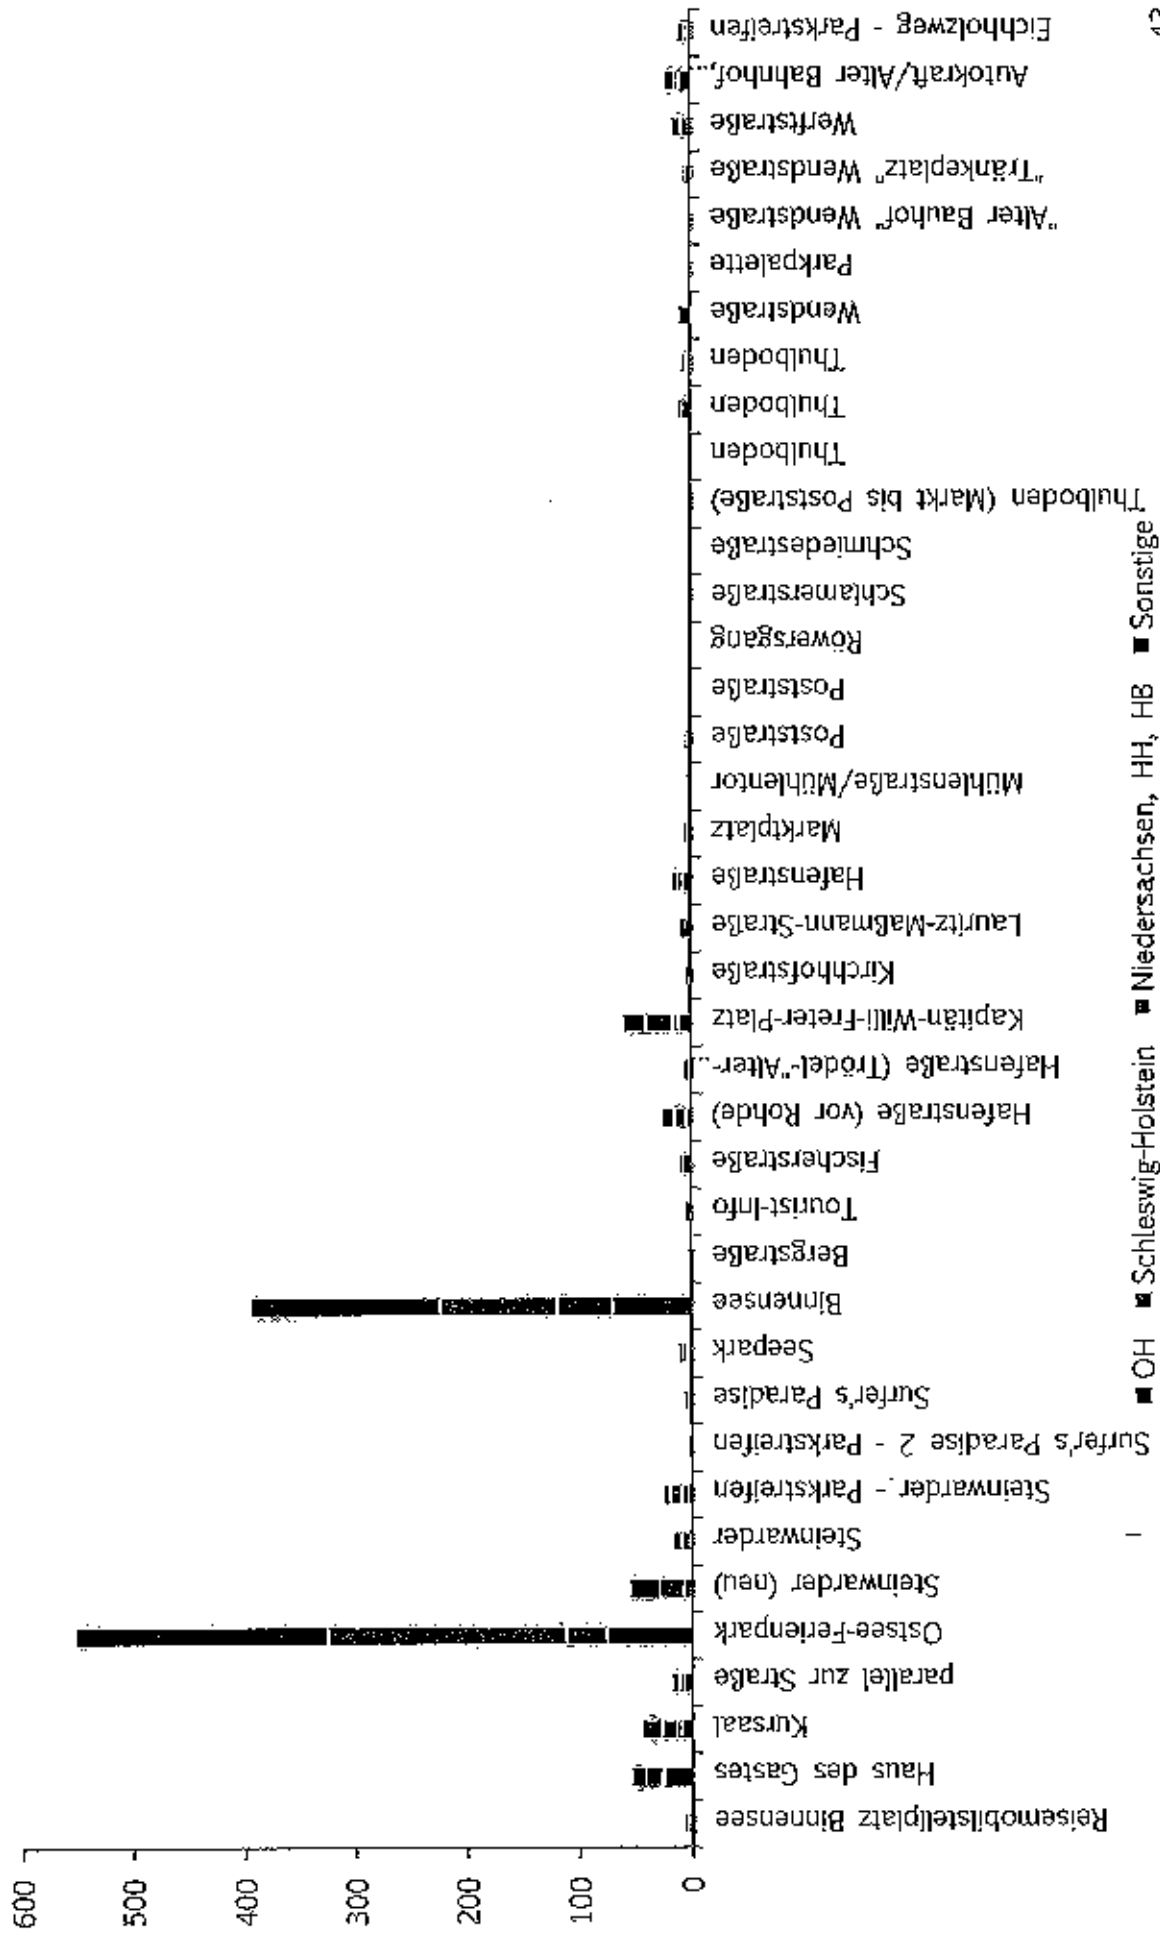 600
500
400
300
200
100
0
Reisemobilstellplatz Binnensee
Haus des Gastes
Kursaal
parallel zur Straße
Ostsee-Ferienpark
Steinwarder (neu)
Steinwarder
Steinwarder - Parkstreifen
Surfer's Paradise 2 - Parkstreifen
Surfer's Paradise
Seepark
Binnensee
Bergstraße
Tourist-Info
Fischerstraße
Hafenstraße (vor Rohde)
Hafenstraße (Trödel-"Alter-...
Kapitän-Willi-Freter-Platz
Kirchhofstraße
Lauritz-Maßmann-Straße
Hafenstraße
Marktplatz
Mühlenstraße/Mühlentor
Poststraße
Poststraße
Röwersgang
Schlamerstraße
Schmiedestraße
Thulboden (Markt bis Poststraße)
Thulboden
Thulboden
Thulboden
Wendstraße
Parkpalette
"Alter Bauhof" Wendstraße
"Tränkeplatz" Wendstraße
Werftstraße
Autokraft/Alter Bahnhof,...
Eichholzweg - Parkstreifen
OH Schleswig-Holstein Niedersachsen, HH, HB Sonstige